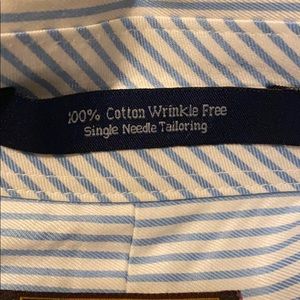 100% Cotton Wrinkle Free
Single Needle Tailoring